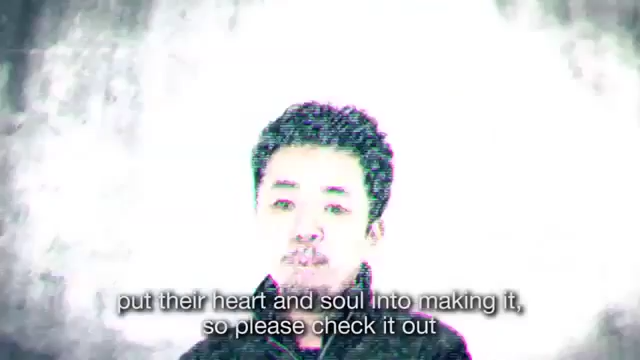 put their heart and soul into making it,
so please check it out